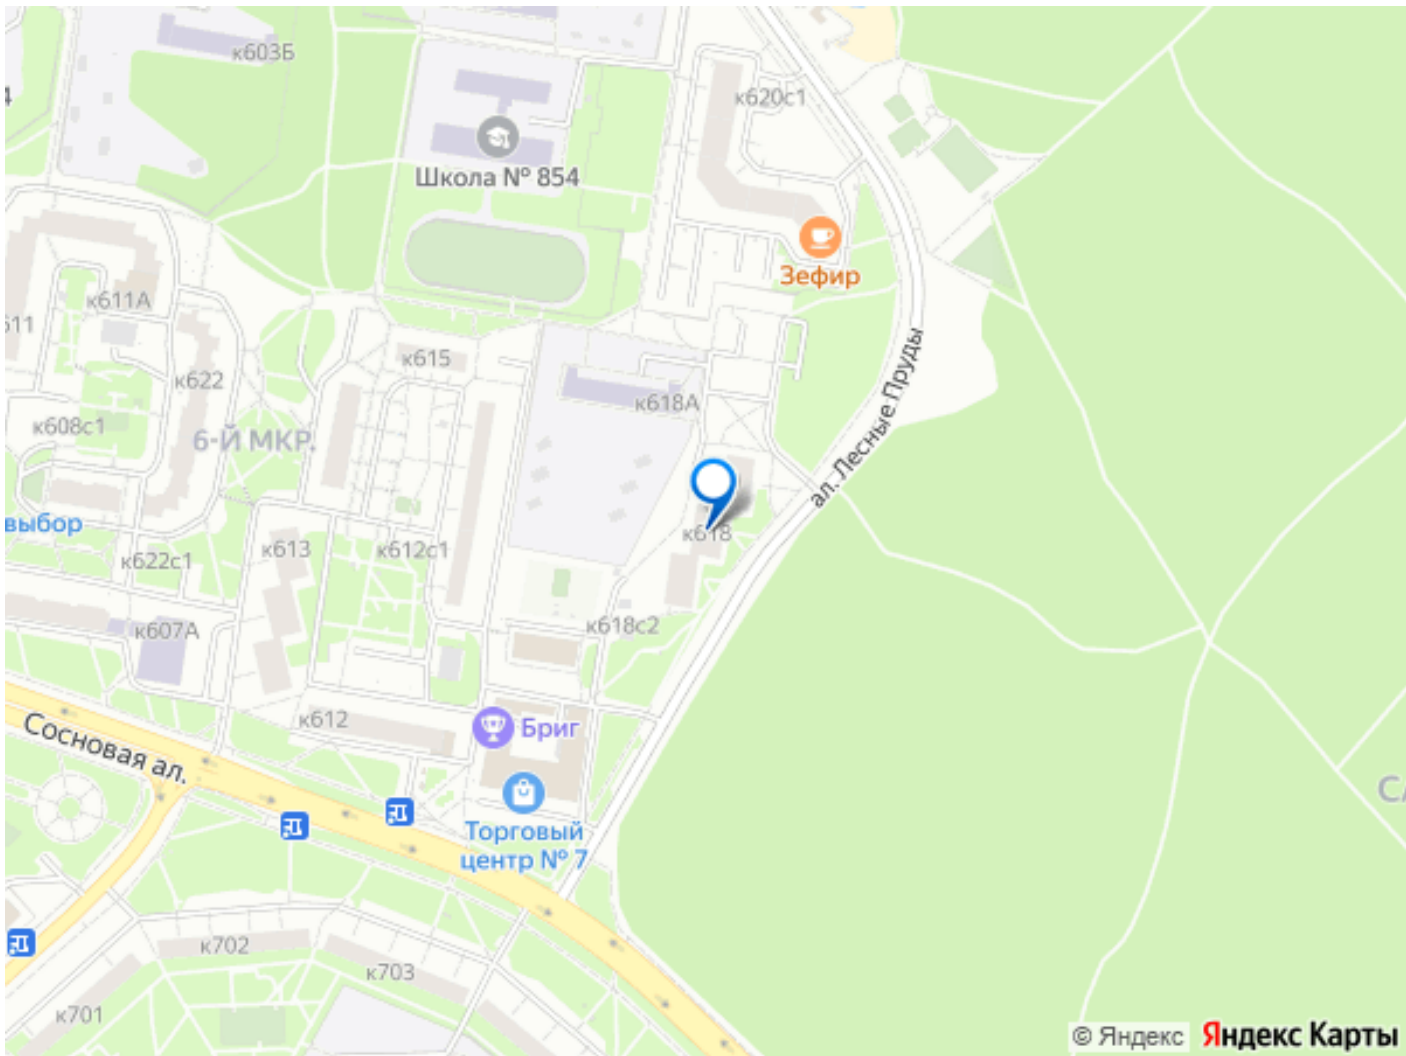 к603Б
к620с1
Школа № 854
Зефир
к611А
к615
к622
к618А
к608с1
6-Й МКР.
ал. Лесные Пруды
выбор
к622с1
к613
к612с1
к618
к607А
к618с2
к612
Бриг
Сосновая ал.
Торговый
центр № 7
к702
к703
к701
© Яндекс
Яндекс Карты